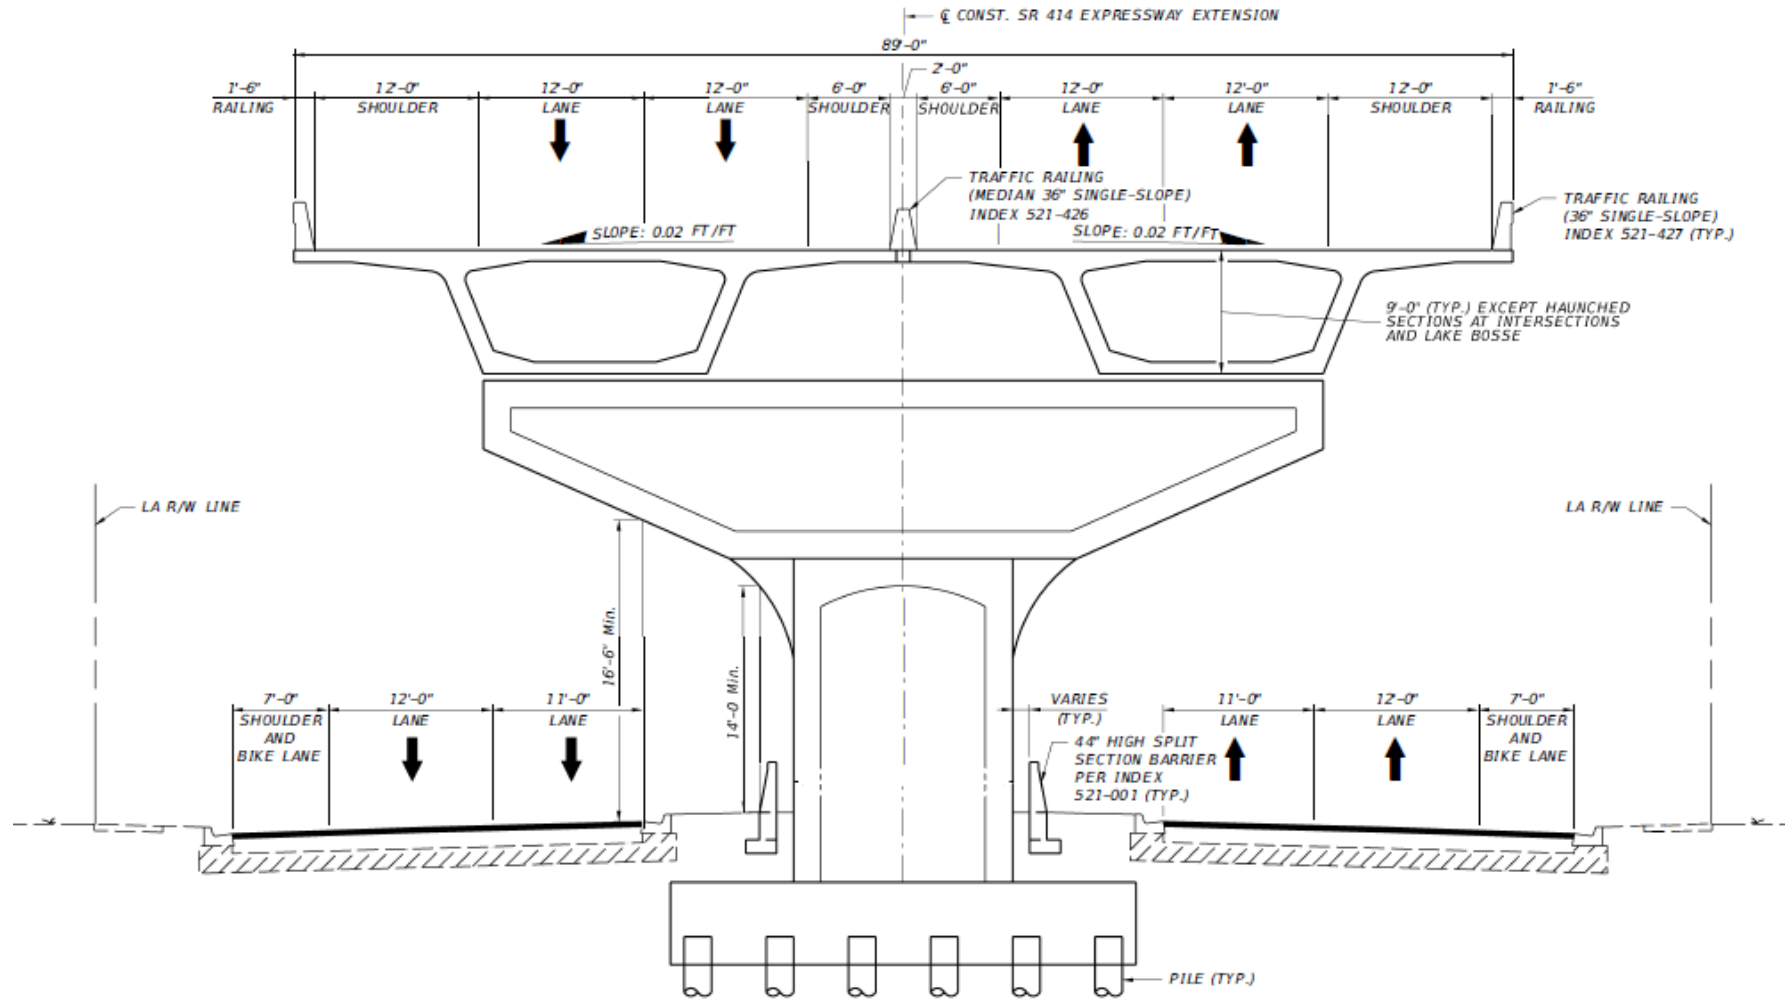 ℄ CONST. SR 414 EXPRESSWAY EXTENSION
89'-0"
2'-0"
1'-6"
RAILING
12'-0"
SHOULDER
12'-0"
LANE
12'-0"
LANE
6'-0"
SHOULDER
6'-0"
SHOULDER
12'-0"
LANE
12'-0"
LANE
12'-0"
SHOULDER
1'-6"
RAILING
TRAFFIC RAILING
(MEDIAN 36" SINGLE-SLOPE)
INDEX 521-426
TRAFFIC RAILING
(36" SINGLE-SLOPE)
INDEX 521-427 (TYP.)
SLOPE: 0.02 FT/FT
SLOPE: 0.02 FT/FT
9'-0" (TYP.) EXCEPT HAUNCHED
SECTIONS AT INTERSECTIONS
AND LAKE BOSSE
LA R/W LINE
LA R/W LINE
16'-6" Min.
14'-0 Min.
7'-0"
SHOULDER
AND
BIKE LANE
12'-0"
LANE
11'-0"
LANE
VARIES
(TYP.)
44" HIGH SPLIT
SECTION BARRIER
PER INDEX
521-001 (TYP.)
11'-0"
LANE
12'-0"
LANE
7'-0"
SHOULDER
AND
BIKE LANE
PILE (TYP.)